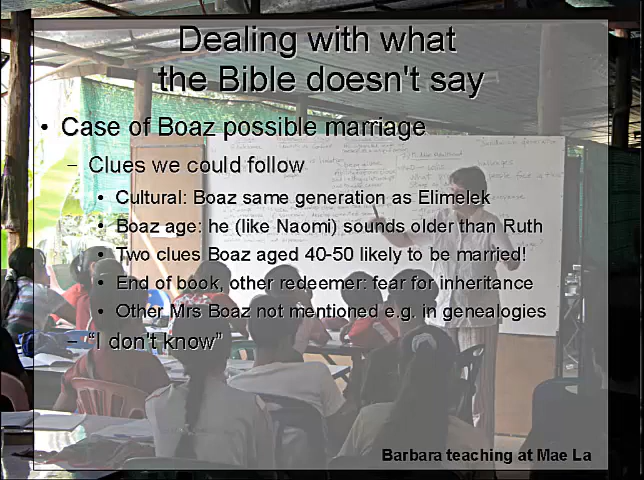 Dealing with what
the Bible doesn't say
• Case of Boaz possible marriage
– Clues we could follow
• Cultural: Boaz same generation as Elimelek
• Boaz age: he (like Naomi) sounds older than Ruth
• Two clues Boaz aged 40-50 likely to be married!
• End of book, other redeemer: fear for inheritance
• Other Mrs Boaz not mentioned e.g. in genealogies
– “I don't know”
Barbara teaching at Mae La